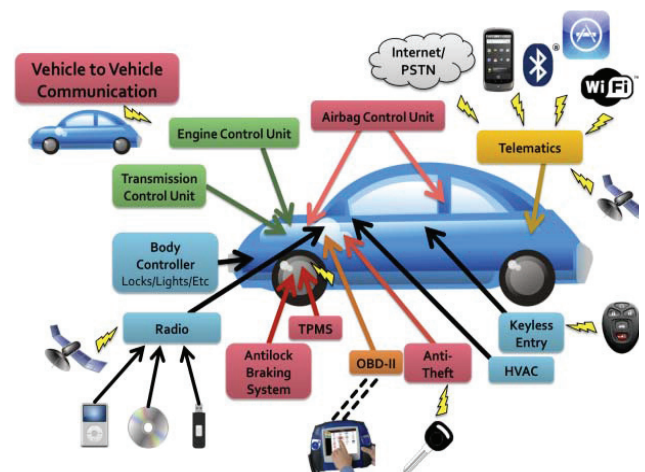 Vehicle to Vehicle
Communication
Internet/
PSTN
®
Wi Fi
Engine Control Unit
Airbag Control Unit
Telematics
Transmission
Control Unit
Body
Controller
Locks/Lights/Etc
Radio
TPMS
Antilock
Braking
System
OBD-II
Anti-
Theft
HVAC
Keyless
Entry